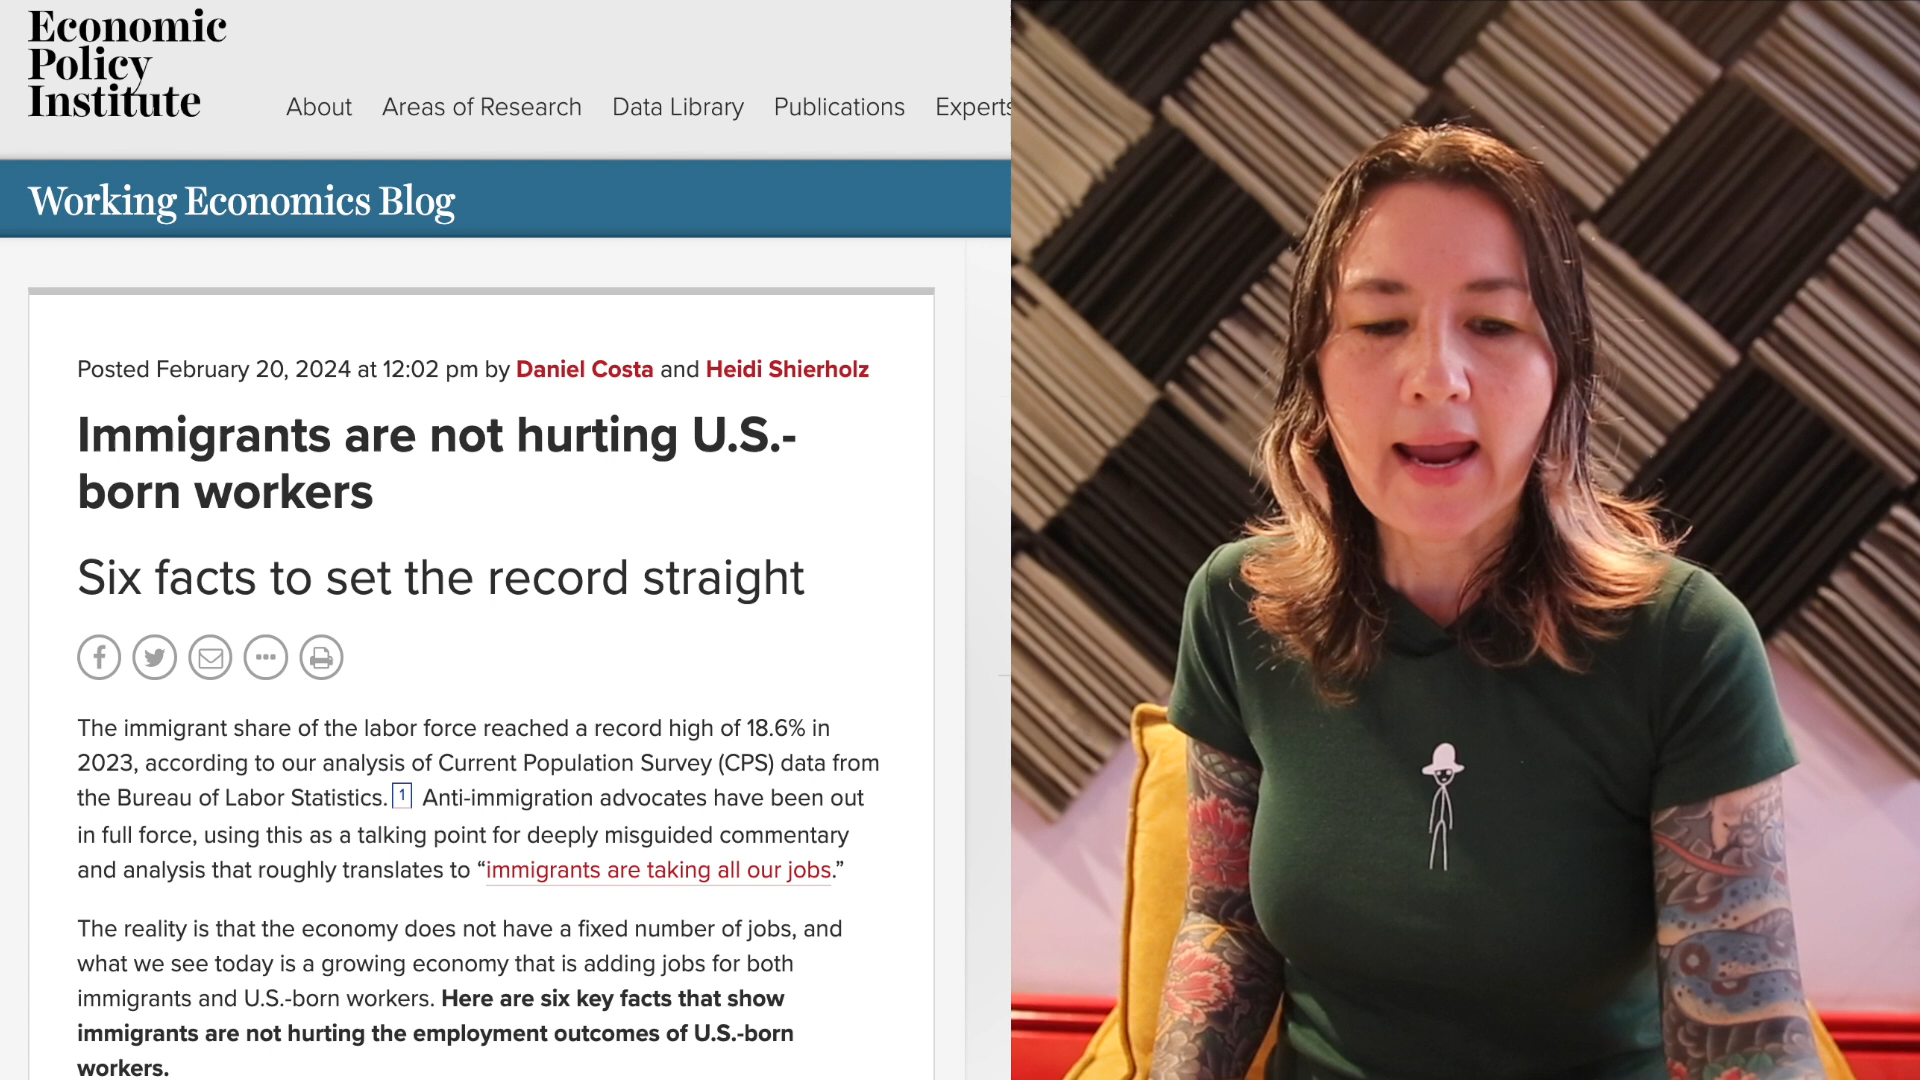 Economic
Policy
Institute
About Areas of Research Data Library Publications Experts
Working Economics Blog
Posted February 20, 2024 at 12:02 pm by Daniel Costa and Heidi Shierholz
Immigrants are not hurting U.S.-
born workers
Six facts to set the record straight
The immigrant share of the labor force reached a record high of 18.6% in
2023, according to our analysis of Current Population Survey (CPS) data from
the Bureau of Labor Statistics. 1 Anti-immigration advocates have been out
in full force, using this as a talking point for deeply misguided commentary
and analysis that roughly translates to “immigrants are taking all our jobs.”
The reality is that the economy does not have a fixed number of jobs, and
what we see today is a growing economy that is adding jobs for both
immigrants and U.S.-born workers. Here are six key facts that show
immigrants are not hurting the employment outcomes of U.S.-born
workers.